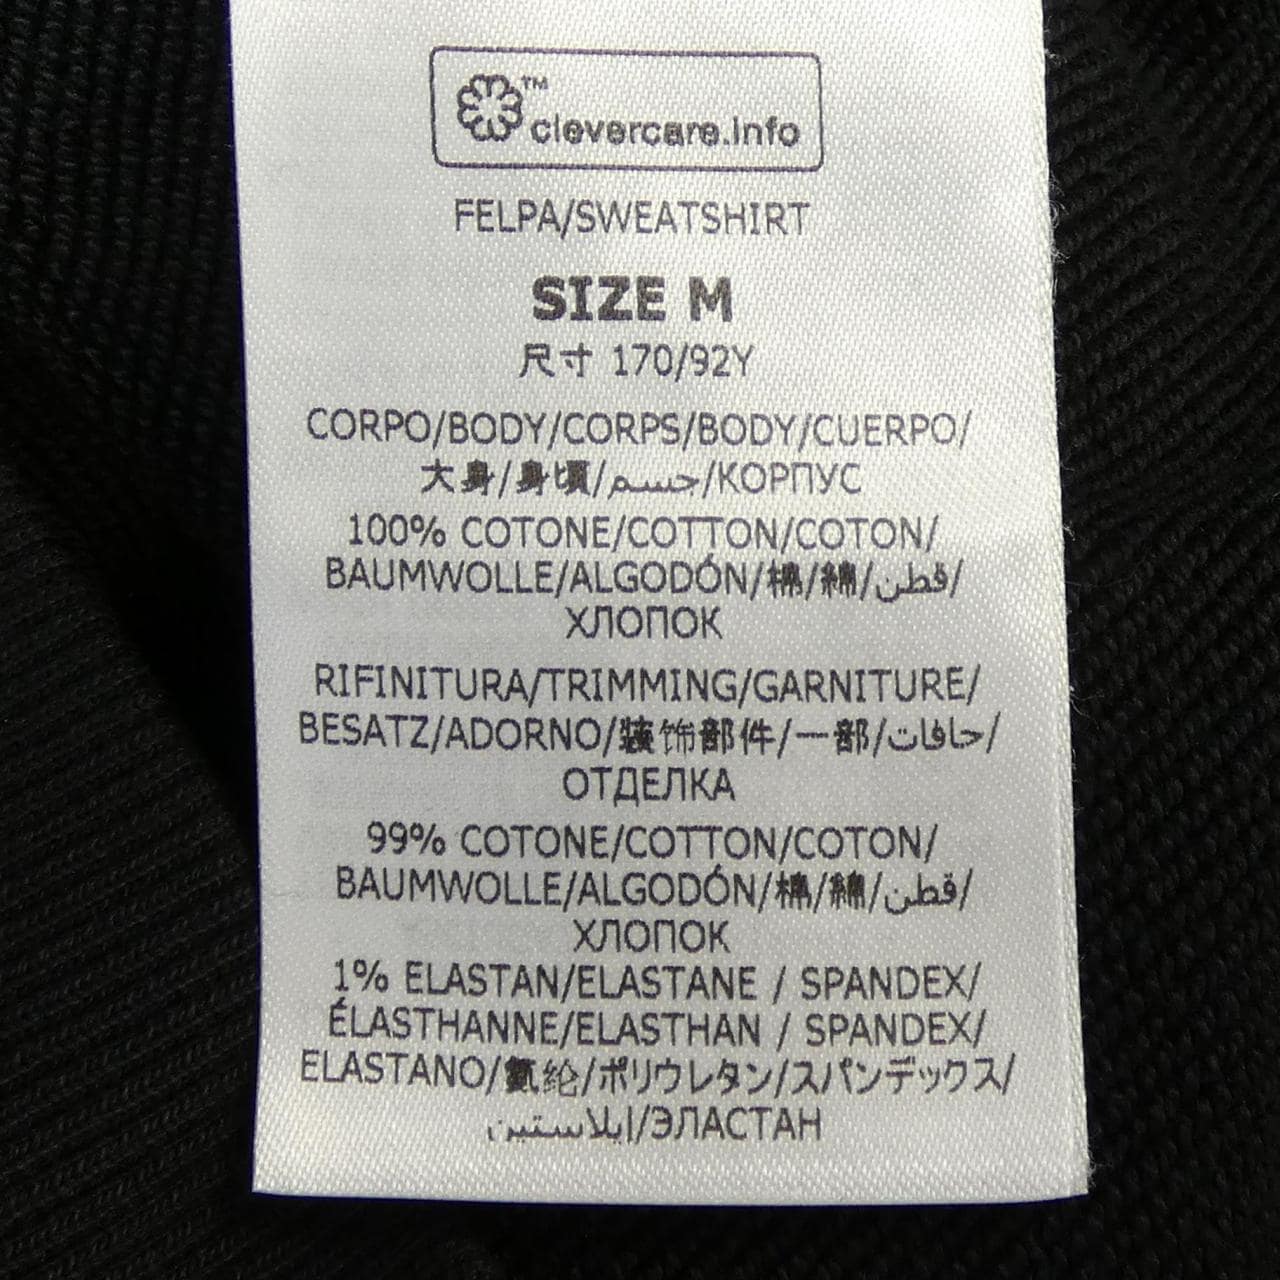 ™
clevercare.info
FELPA/SWEATSHIRT
SIZE M
尺寸 170/92Y
CORPO/BODY/CORPS/BODY/CUERPO/
大身/身頃/جسم/КОРПУС
100% COTONE/COTTON/COTON/
BAUMWOLLE/ALGODÓN/棉/綿/قطن/
ХЛОПОК
RIFINITURA/TRIMMING/GARNITURE/
BESATZ/ADORNO/装饰部件/一部/حافات/
ОТДЕЛКА
99% COTONE/COTTON/COTON/
BAUMWOLLE/ALGODÓN/棉/綿/قطن/
ХЛОПОК
1% ELASTAN/ELASTANE / SPANDEX/
ÉLASTHANNE/ELASTHAN / SPANDEX/
ELASTANO/氨纶/ポリウレタン/スパンデックス/
ايلاستين/ЭЛАСТАН